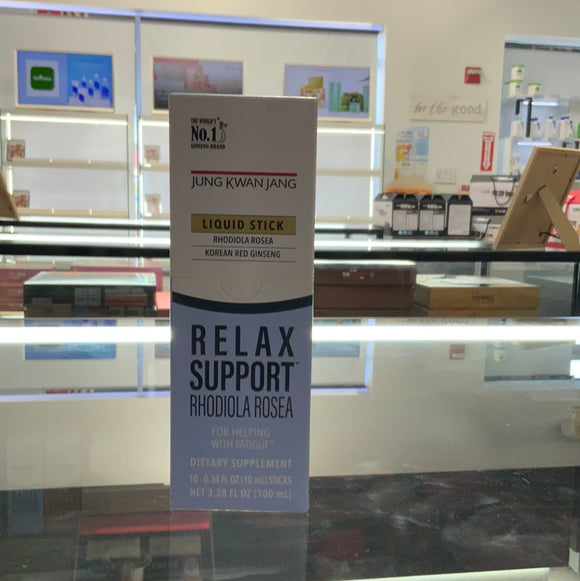 for the good
THE WORLD'S
NO.1
GINSENG BRAND
JUNG KWAN JANG
LIQUID STICK
RHODIOLA ROSEA
KOREAN RED GINSENG
RELAX
SUPPORT*
RHODIOLA ROSEA
FOR HELPING
WITH FATIGUE*
DIETARY SUPPLEMENT
10 - 0.34 FL OZ (10 mL) STICKS
NET 3.38 FL OZ (100 mL)